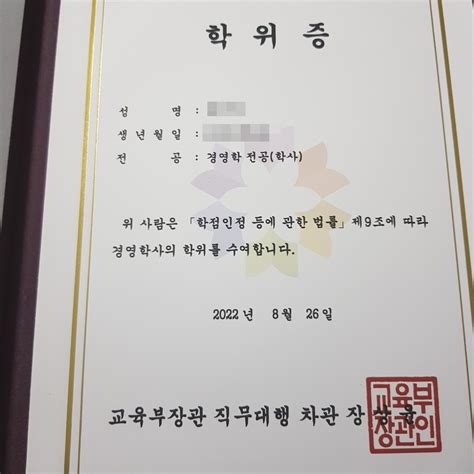 학위증
성 명 :
생년월일 :
전 공 : 경영학 전공(학사)
위 사람은 「학점인정 등에 관한 법률」 제9조에 따라
경영학사의 학위를 수여합니다.
2022년 8월 26일
교육부장관 직무대행 차관 장상윤
교육부
장관인